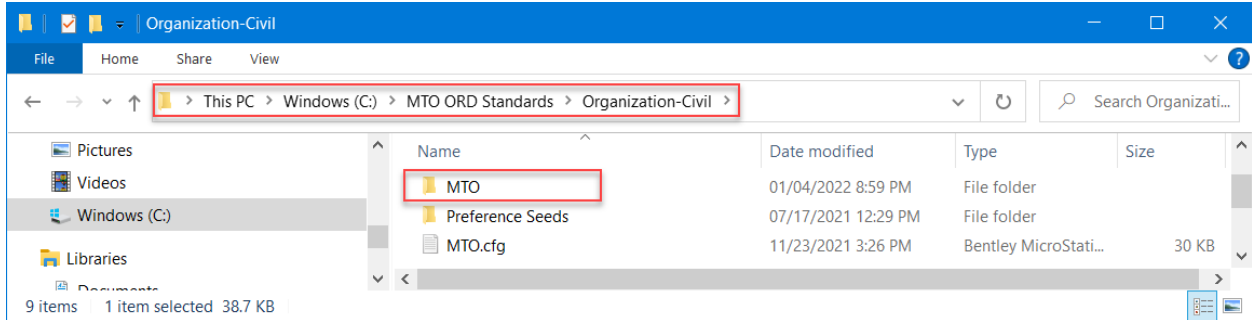 Organization-Civil
File Home Share View
> This PC > Windows (C:) > MTO ORD Standards > Organization-Civil > Search Organizati...
Pictures
Videos
Windows (C:)
Libraries
Documents
Name Date modified Type Size
MTO 01/04/2022 8:59 PM File folder
Preference Seeds 07/17/2021 12:29 PM File folder
MTO.cfg 11/23/2021 3:26 PM Bentley MicroStati... 30 KB
9 items 1 item selected 38.7 KB